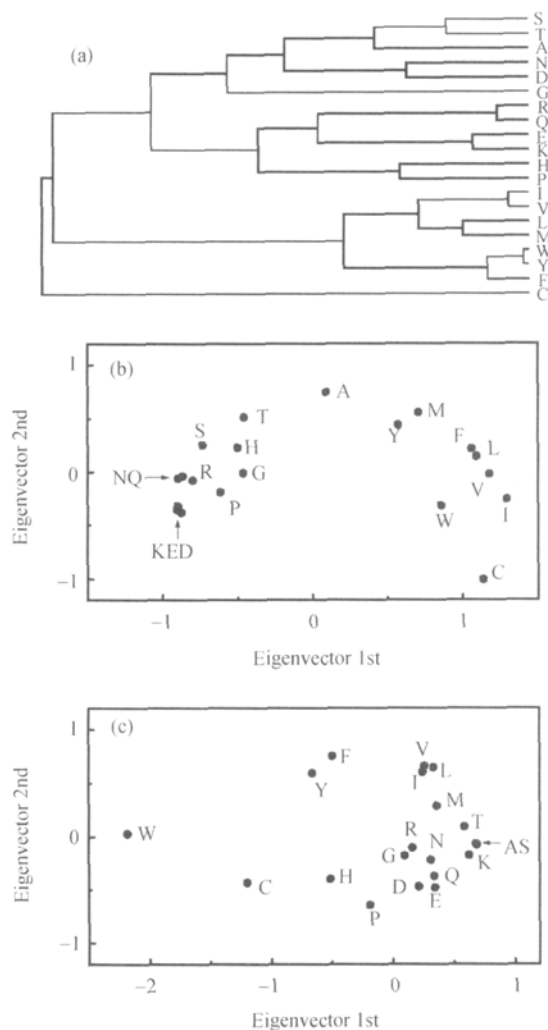 (a)
S
T
A
N
D
G
R
Q
E
K
H
P
I
V
L
M
W
Y
F
C
(b)
Eigenvector 2nd
1
0
−1
A
M
T
Y
S
H
F
L
NQ
R
G
V
P
W
I
KED
C
−1
0
1
Eigenvector 1st
(c)
Eigenvector 2nd
1
0
−1
F
V
Y
I
L
M
T
W
R
N
AS
G
K
C
H
D
Q
P
E
−2
−1
0
1
Eigenvector 1st